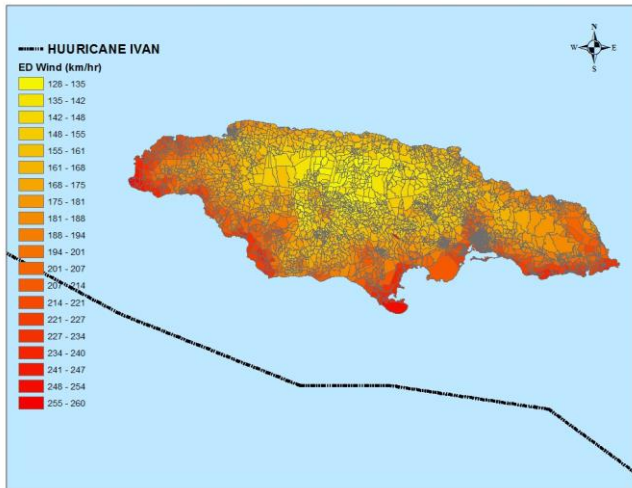 HUURICANE IVAN
ED Wind (km/hr)
128 - 135
135 - 142
142 - 148
148 - 155
155 - 161
161 - 168
168 - 175
175 - 181
181 - 188
188 - 194
194 - 201
201 - 207
207 - 214
214 - 221
221 - 227
227 - 234
234 - 240
241 - 247
248 - 254
255 - 260
N
W E
S